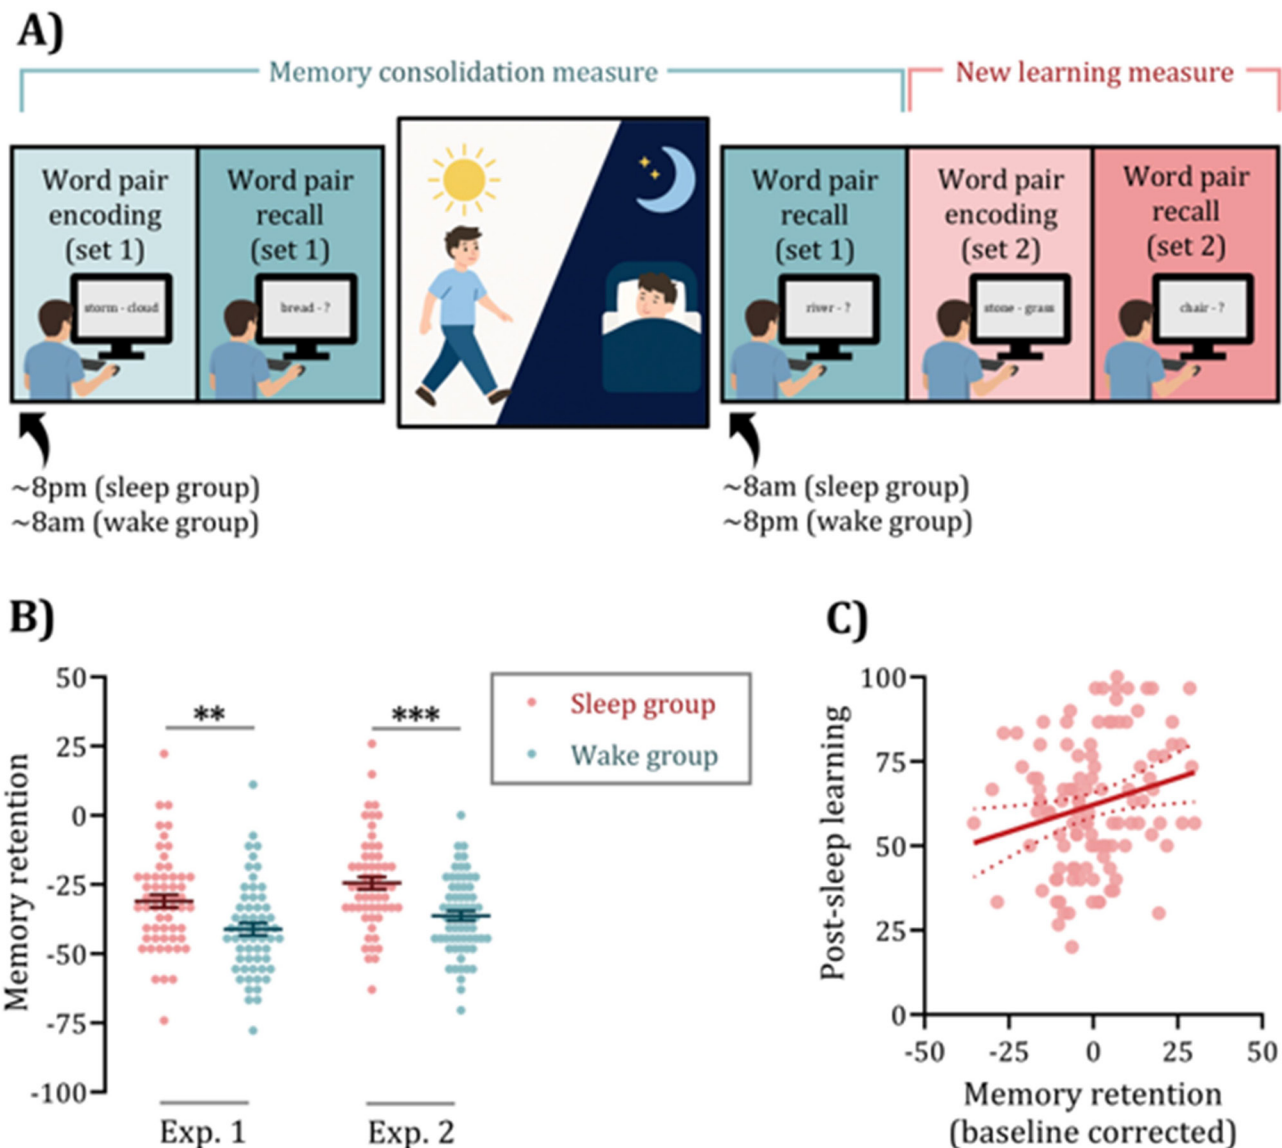 A)
Memory consolidation measure
New learning measure
Word pair
encoding
(set 1)
storm - cloud
Word pair
recall
(set 1)
bread - ?
Word pair
recall
(set 1)
river - ?
Word pair
encoding
(set 2)
stone - grass
Word pair
recall
(set 2)
chair - ?
~8pm (sleep group)
~8am (wake group)
~8am (sleep group)
~8pm (wake group)
B)
Memory retention
50
25
0
-25
-50
-75
-100
**
***
Sleep group
Wake group
Exp. 1
Exp. 2
C)
Post-sleep learning
100
75
50
25
0
-50
-25
0
25
50
Memory retention
(baseline corrected)